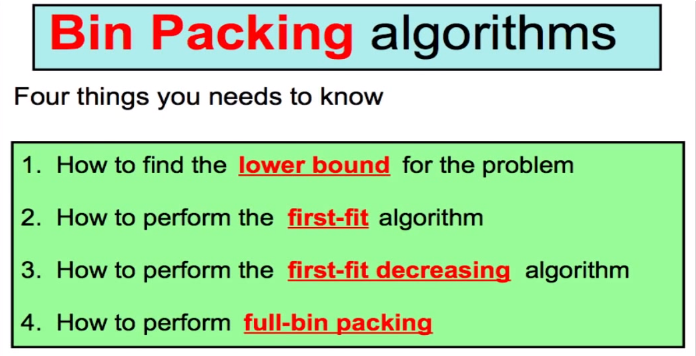 Bin Packing algorithms
Four things you needs to know
1. How to find the lower bound for the problem
2. How to perform the first-fit algorithm
3. How to perform the first-fit decreasing algorithm
4. How to perform full-bin packing